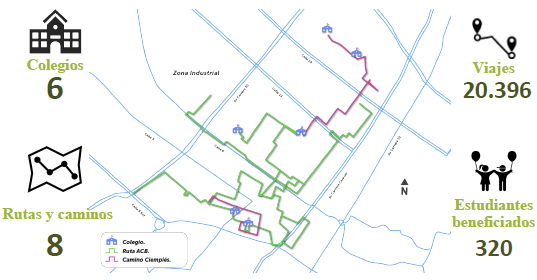 Colegios
6
Rutas y caminos
8
Zona Industrial
N
Colegio.
Ruta ACB.
Camino Ciempiés.
Viajes
20.396
Estudiantes
beneficiados
320